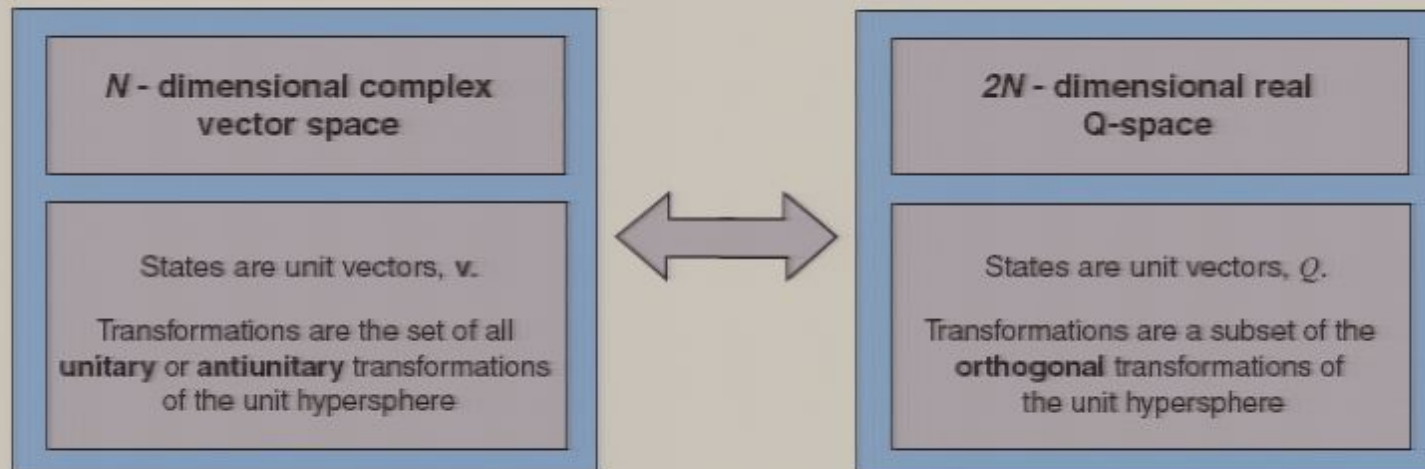 N - dimensional complex
vector space
States are unit vectors, v.
Transformations are the set of all
unitary or antiunitary transformations
of the unit hypersphere
2N - dimensional real
Q-space
States are unit vectors, Q.
Transformations are a subset of the
orthogonal transformations of
the unit hypersphere